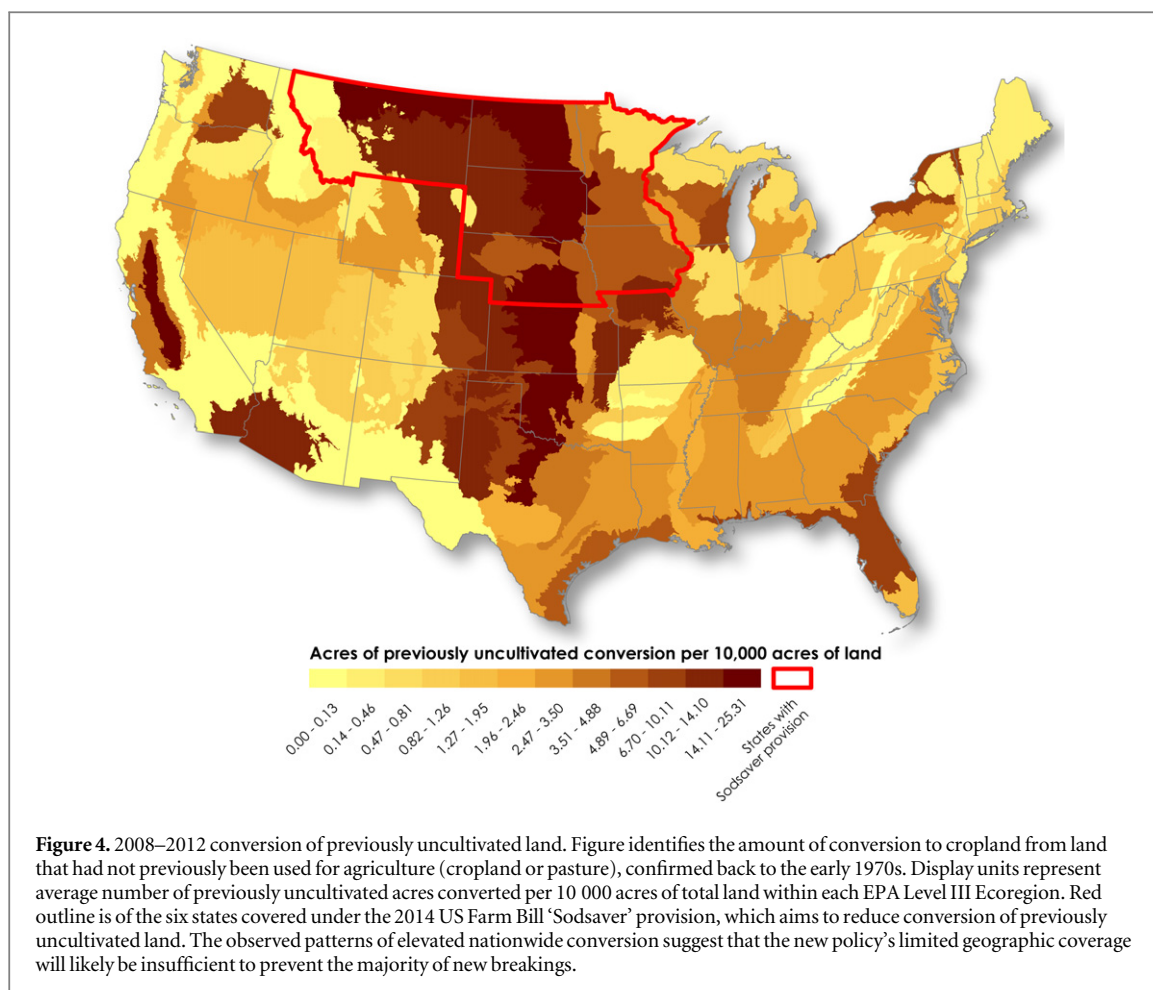 Acres of previously uncultivated conversion per 10,000 acres of land
0.00 - 0.13
0.14 - 0.46
0.47 - 0.81
0.82 - 1.26
1.27 - 1.95
1.96 - 2.46
2.47 - 3.50
3.51 - 4.88
4.89 - 6.69
6.70 - 10.11
10.12 - 14.10
14.11 - 25.31
States with
Sodsaver provision
Figure 4. 2008–2012 conversion of previously uncultivated land. Figure identifies the amount of conversion to cropland from land
that had not previously been used for agriculture (cropland or pasture), confirmed back to the early 1970s. Display units represent
average number of previously uncultivated acres converted per 10 000 acres of total land within each EPA Level III Ecoregion. Red
outline is of the six states covered under the 2014 US Farm Bill ‘Sodsaver’ provision, which aims to reduce conversion of previously
uncultivated land. The observed patterns of elevated nationwide conversion suggest that the new policy’s limited geographic coverage
will likely be insufficient to prevent the majority of new breakings.